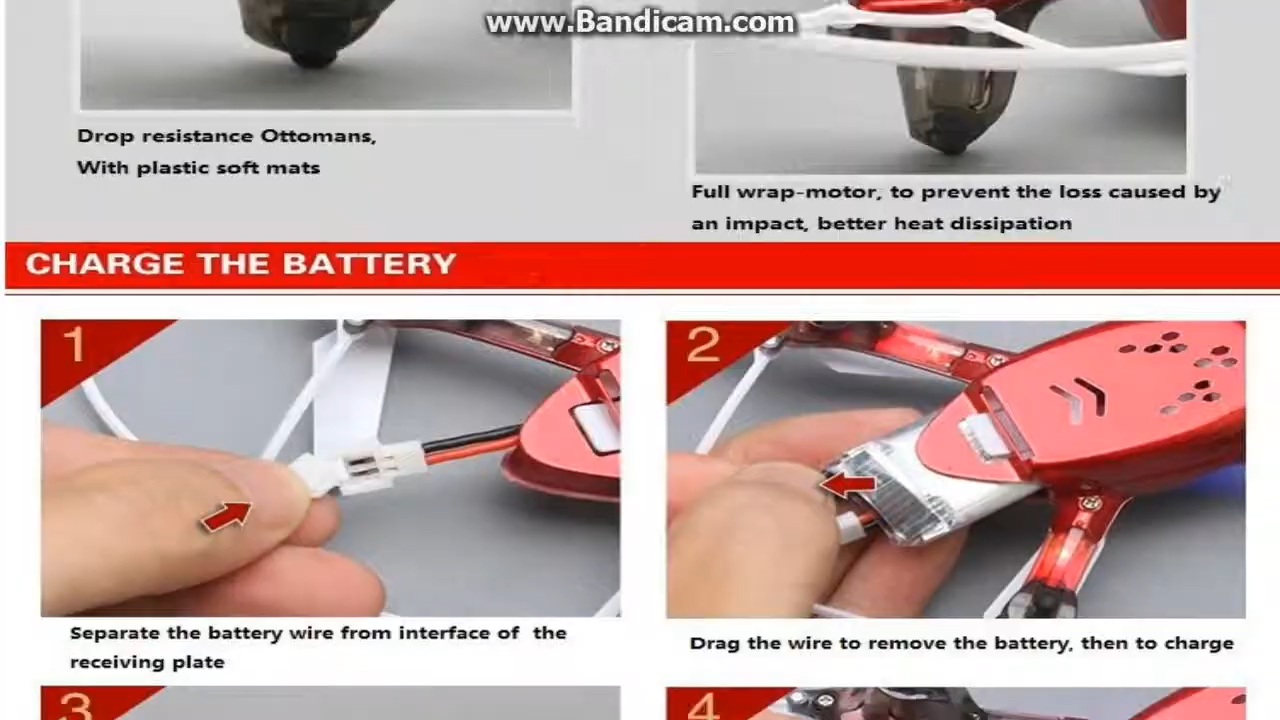 www.Bandicam.com
Drop resistance Ottomans,
With plastic soft mats
Full wrap-motor, to prevent the loss caused by
an impact, better heat dissipation
CHARGE THE BATTERY
1
2
Separate the battery wire from interface of the
receiving plate
Drag the wire to remove the battery, then to charge
3
4